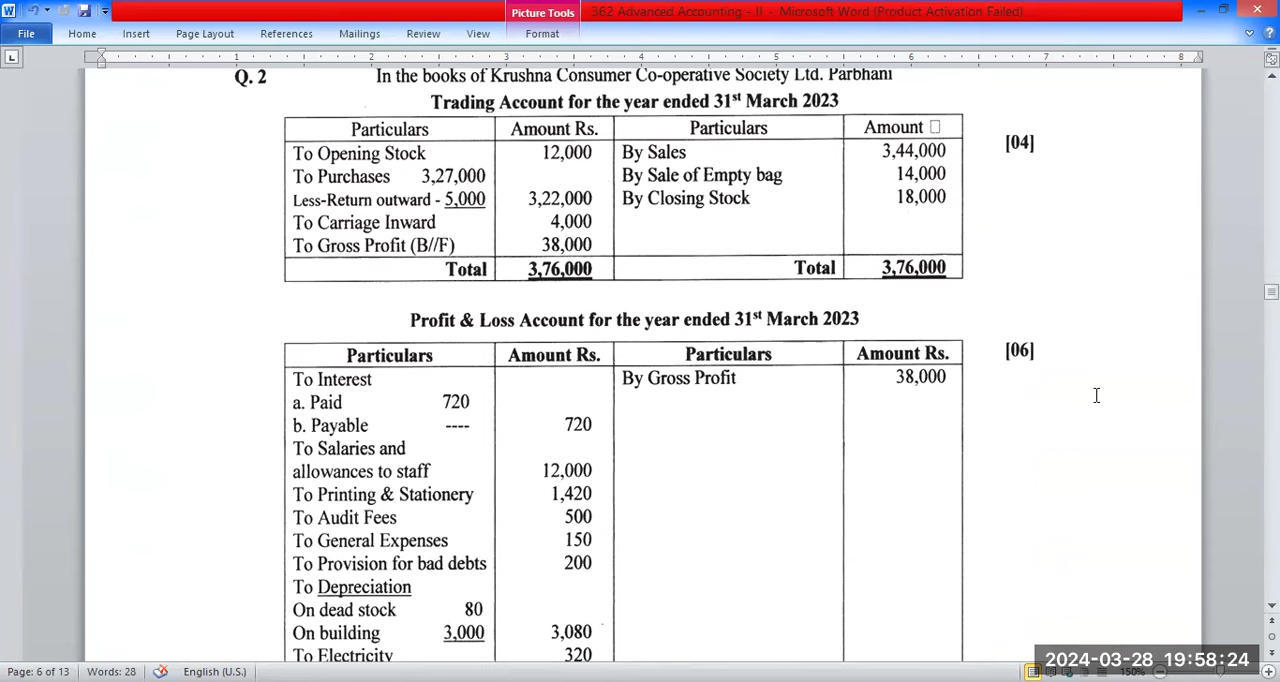 Picture Tools
362 Advanced Accounting - II - Microsoft Word (Product Activation Failed)
File Home Insert Page Layout References Mailings Review View Format
1 2 3 4 5 6 7 8
Q. 2 In the books of Krushna Consumer Co-operative Society Ltd. Parbhani
Trading Account for the year ended 31st March 2023
Particulars Amount Rs. Particulars Amount □
[04]
To Opening Stock 12,000 By Sales 3,44,000
To Purchases 3,27,000 By Sale of Empty bag 14,000
Less-Return outward - 5,000 3,22,000 By Closing Stock 18,000
To Carriage Inward 4,000
To Gross Profit (B//F) 38,000
Total 3,76,000 Total 3,76,000
Profit & Loss Account for the year ended 31st March 2023
Particulars Amount Rs. Particulars Amount Rs. [06]
To Interest By Gross Profit 38,000
a. Paid 720
b. Payable ---- 720
To Salaries and
allowances to staff 12,000
To Printing & Stationery 1,420
To Audit Fees 500
To General Expenses 150
To Provision for bad debts 200
To Depreciation
On dead stock 80
On building 3,000 3,080
To Electricity 320
2024-03-28 19:58:24
Page: 6 of 13 Words: 28 English (U.S.) 150%